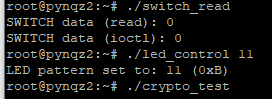 root@pynqz2:~# ./switch_read
SWITCH data (read): 0
SWITCH data (ioctl): 0
root@pynqz2:~# ./led_control 11
LED pattern set to: 11 (0xB)
root@pynqz2:~# ./crypto_test